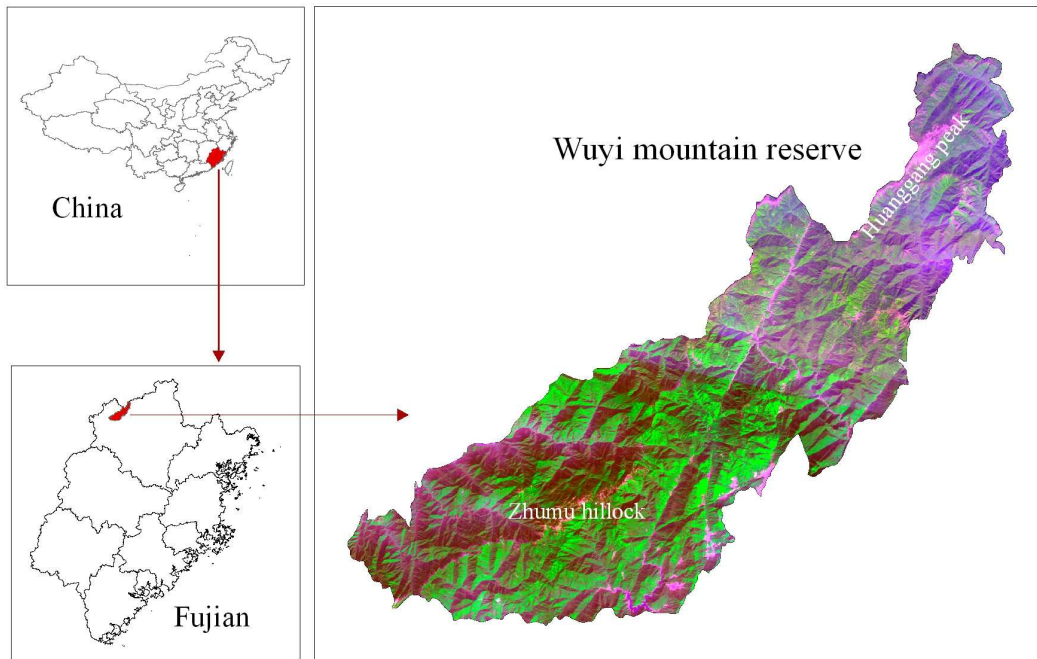 China
Fujian
Wuyi mountain reserve
Huanggang peak
Zhumu hillock